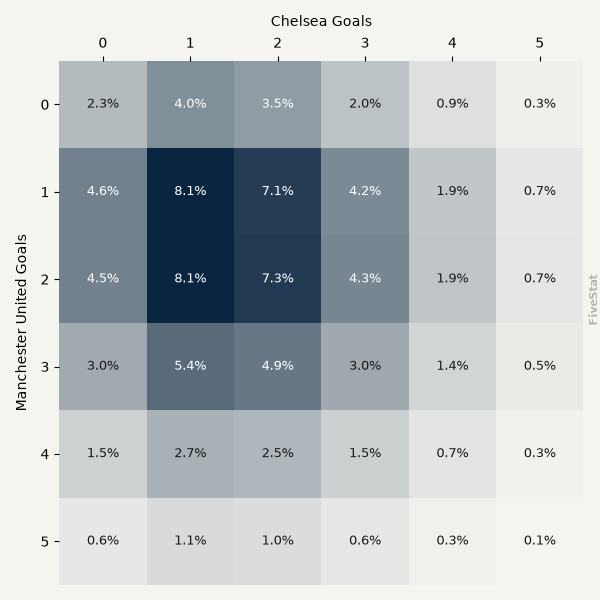 Chelsea Goals
0 1 2 3 4 5
0 2.3% 4.0% 3.5% 2.0% 0.9% 0.3%
1 4.6% 8.1% 7.1% 4.2% 1.9% 0.7%
2 4.5% 8.1% 7.3% 4.3% 1.9% 0.7%
3 3.0% 5.4% 4.9% 3.0% 1.4% 0.5%
4 1.5% 2.7% 2.5% 1.5% 0.7% 0.3%
5 0.6% 1.1% 1.0% 0.6% 0.3% 0.1%
Manchester United Goals
FiveStat